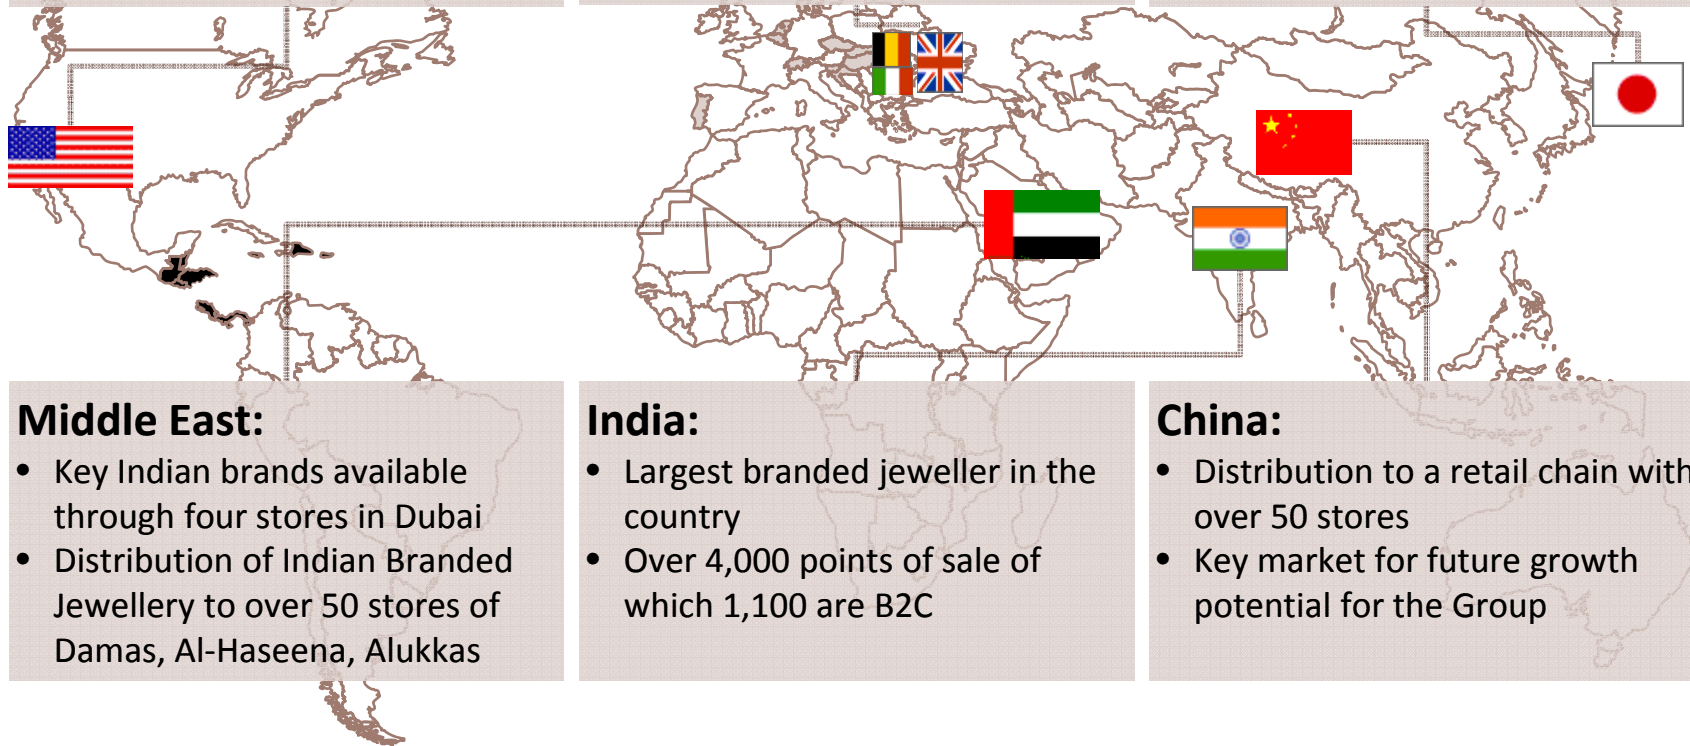 Middle East:
• Key Indian brands available
through four stores in Dubai
• Distribution of Indian Branded
Jewellery to over 50 stores of
Damas, Al-Haseena, Alukkas
India:
• Largest branded jeweller in the
country
• Over 4,000 points of sale of
which 1,100 are B2C
China:
• Distribution to a retail chain with
over 50 stores
• Key market for future growth
potential for the Group